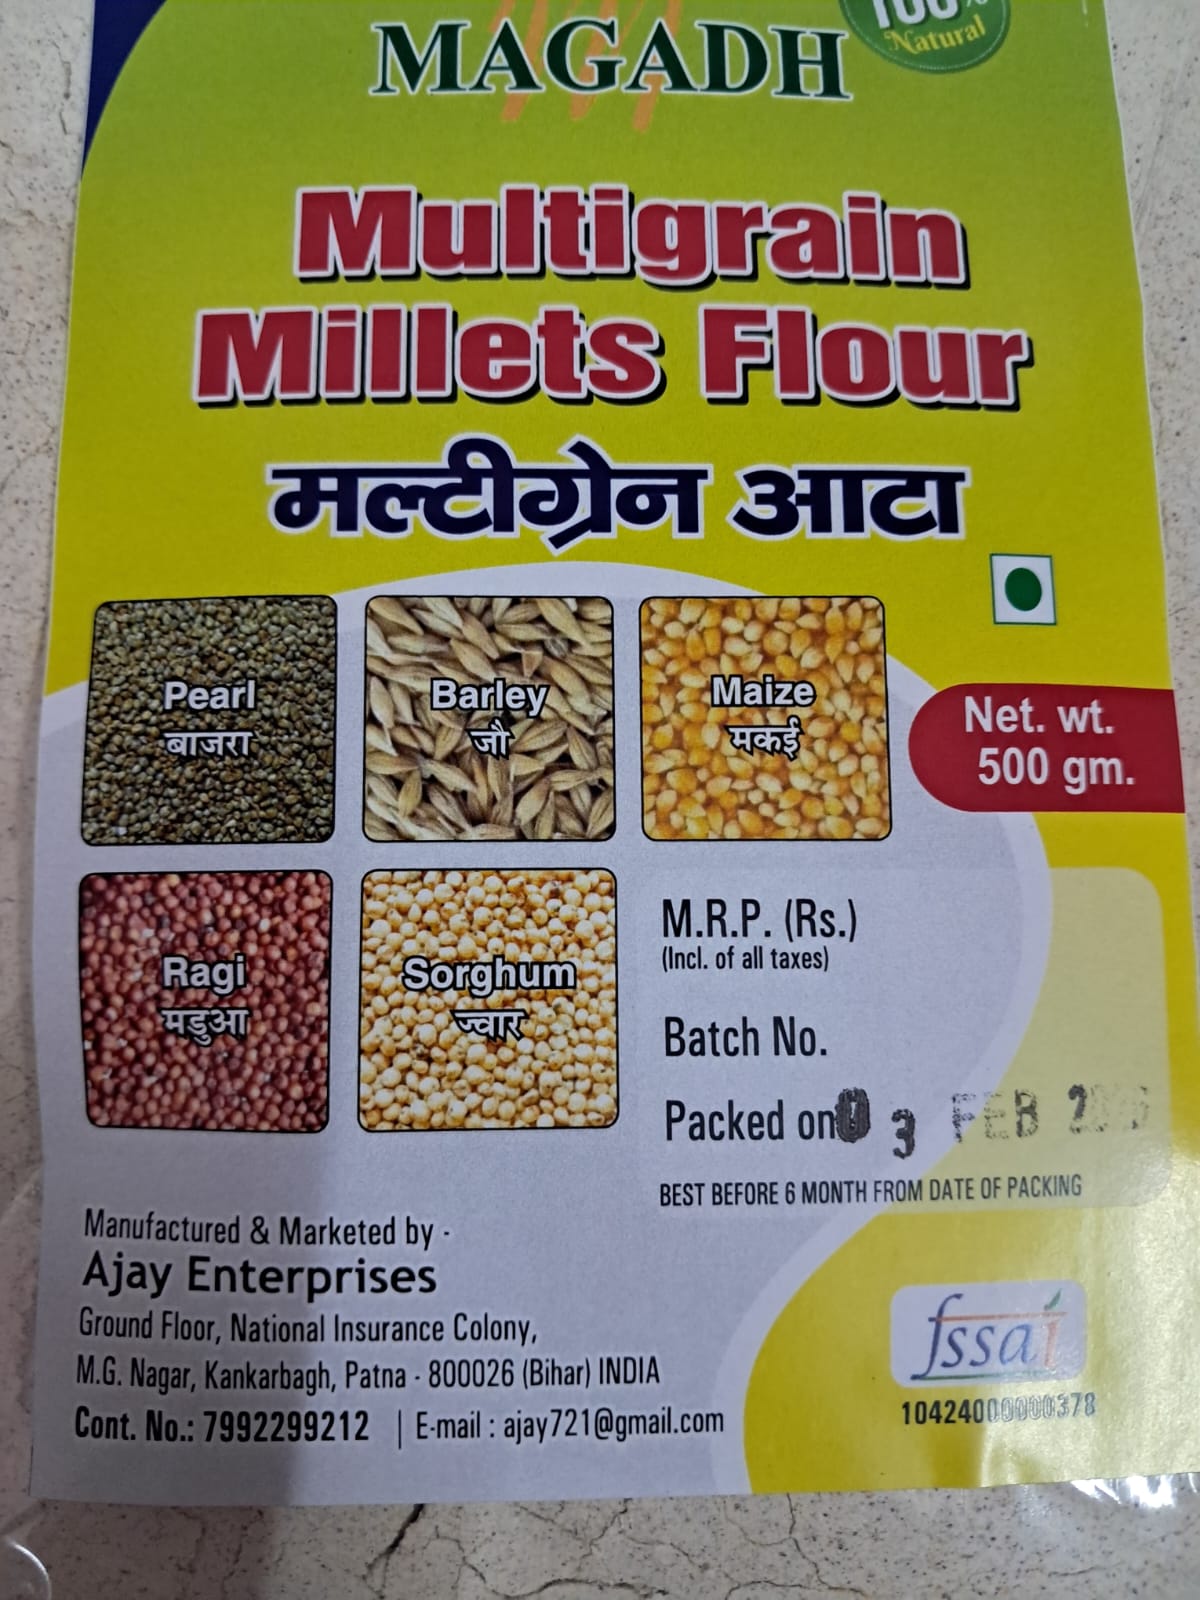 100%
Natural
MAGADH
Multigrain
Millets Flour
मल्टीग्रेन आटा
Pearl
बाजरा
Barley
जौ
Maize
मकई
Net. wt.
500 gm.
Ragi
मडुआ
Sorghum
ज्वार
M.R.P. (Rs.)
(Incl. of all taxes)
Batch No.
Packed on 03 FEB
BEST BEFORE 6 MONTH FROM DATE OF PACKING
Manufactured & Marketed by -
Ajay Enterprises
Ground Floor, National Insurance Colony,
M.G. Nagar, Kankarbagh, Patna - 800026 (Bihar) INDIA
Cont. No.: 7992299212 | E-mail : ajay721@gmail.com
fssai
10424000000378